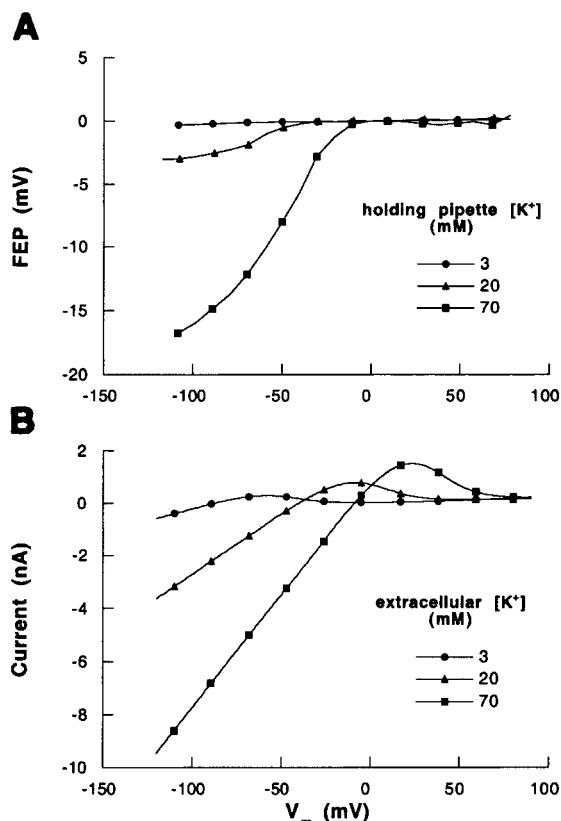 A
5
0
-5
-10
-15
-20
FEP (mV)
holding pipette [K⁺]
(mM)
3
20
70
-150 -100 -50 0 50 100
B
2
0
-2
-4
-6
-8
-10
Current (nA)
extracellular [K⁺]
(mM)
3
20
70
-150 -100 -50 0 50 100
V_ (mV)